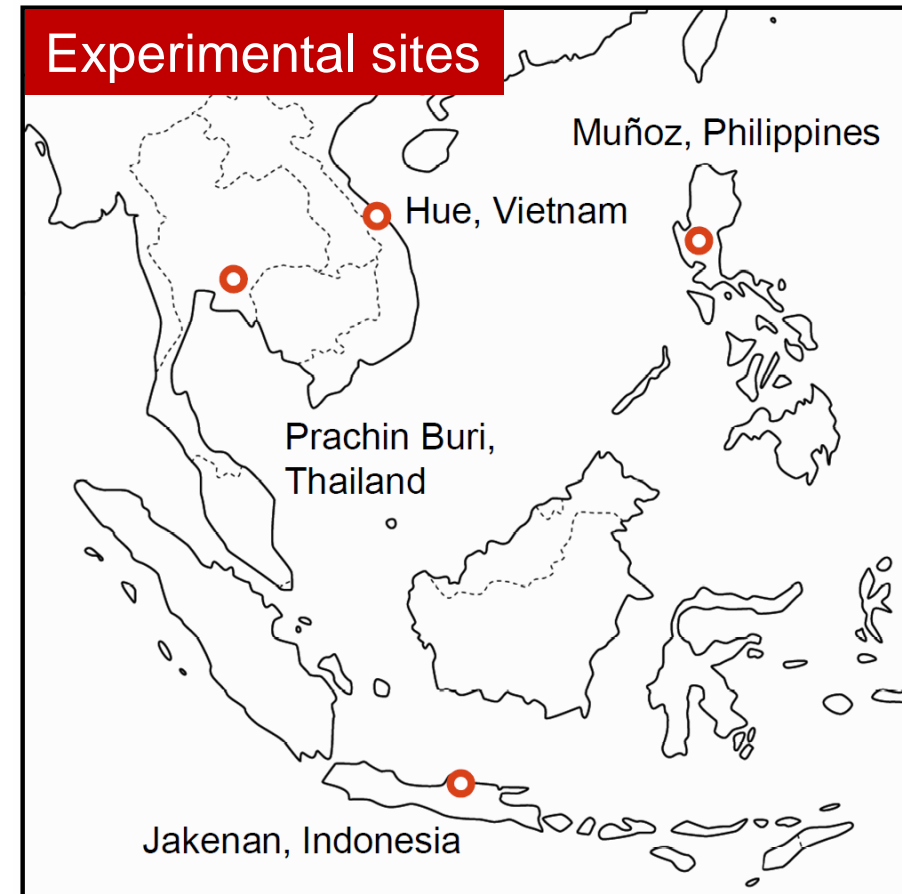 Experimental sites
Muñoz, Philippines
Hue, Vietnam
Prachin Buri,
Thailand
Jakenan, Indonesia